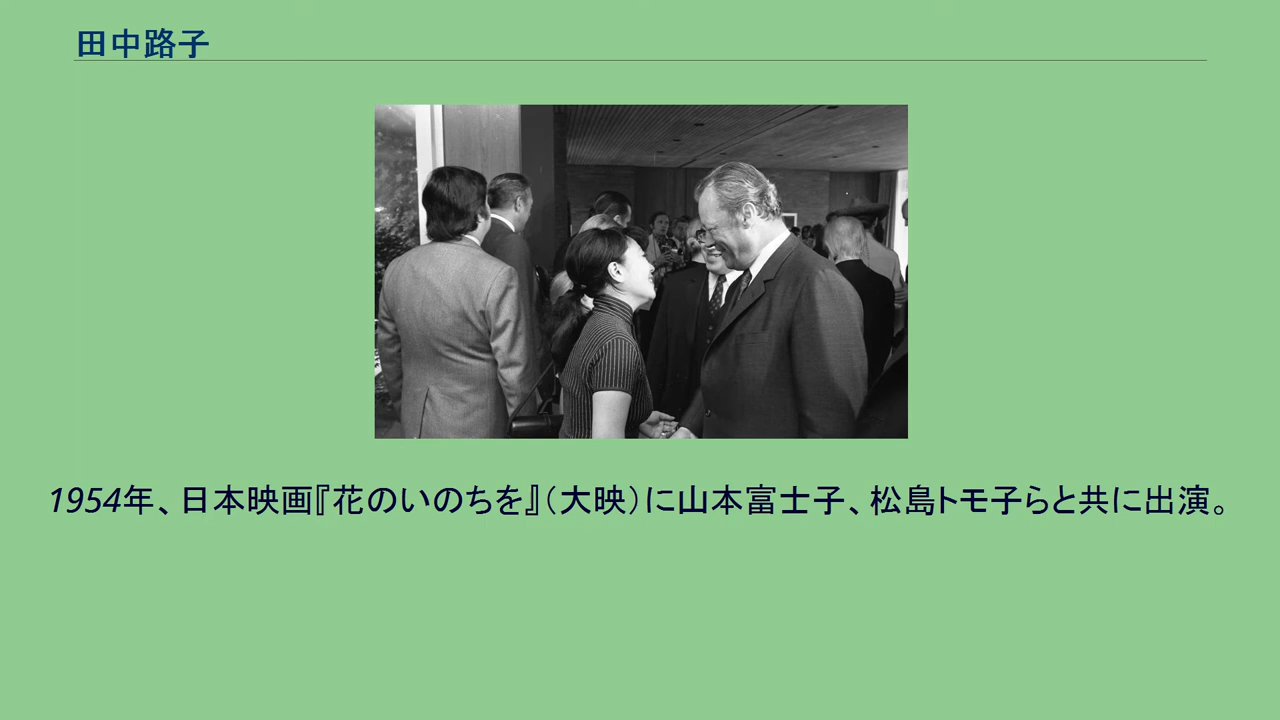 田中路子
1954年、日本映画『花のいのちを』（大映）に山本富士子、松島トモ子らと共に出演。